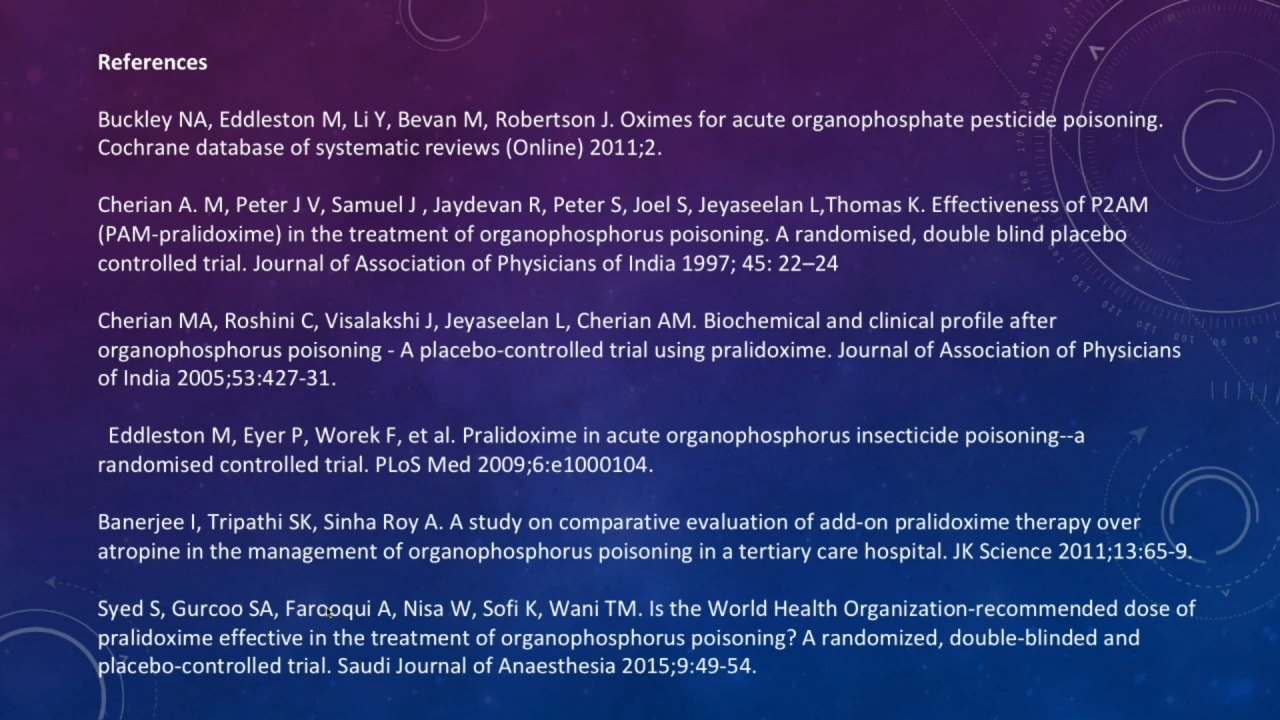 References
Buckley NA, Eddleston M, Li Y, Bevan M, Robertson J. Oximes for acute organophosphate pesticide poisoning.
Cochrane database of systematic reviews (Online) 2011;2.
Cherian A. M, Peter J V, Samuel J , Jaydevan R, Peter S, Joel S, Jeyaseelan L,Thomas K. Effectiveness of P2AM
(PAM-pralidoxime) in the treatment of organophosphorus poisoning. A randomised, double blind placebo
controlled trial. Journal of Association of Physicians of India 1997; 45: 22–24
Cherian MA, Roshini C, Visalakshi J, Jeyaseelan L, Cherian AM. Biochemical and clinical profile after
organophosphorus poisoning - A placebo-controlled trial using pralidoxime. Journal of Association of Physicians
of India 2005;53:427-31.
Eddleston M, Eyer P, Worek F, et al. Pralidoxime in acute organophosphorus insecticide poisoning--a
randomised controlled trial. PLoS Med 2009;6:e1000104.
Banerjee I, Tripathi SK, Sinha Roy A. A study on comparative evaluation of add-on pralidoxime therapy over
atropine in the management of organophosphorus poisoning in a tertiary care hospital. JK Science 2011;13:65-9.
Syed S, Gurcoo SA, Farooqui A, Nisa W, Sofi K, Wani TM. Is the World Health Organization-recommended dose of
pralidoxime effective in the treatment of organophosphorus poisoning? A randomized, double-blinded and
placebo-controlled trial. Saudi Journal of Anaesthesia 2015;9:49-54.